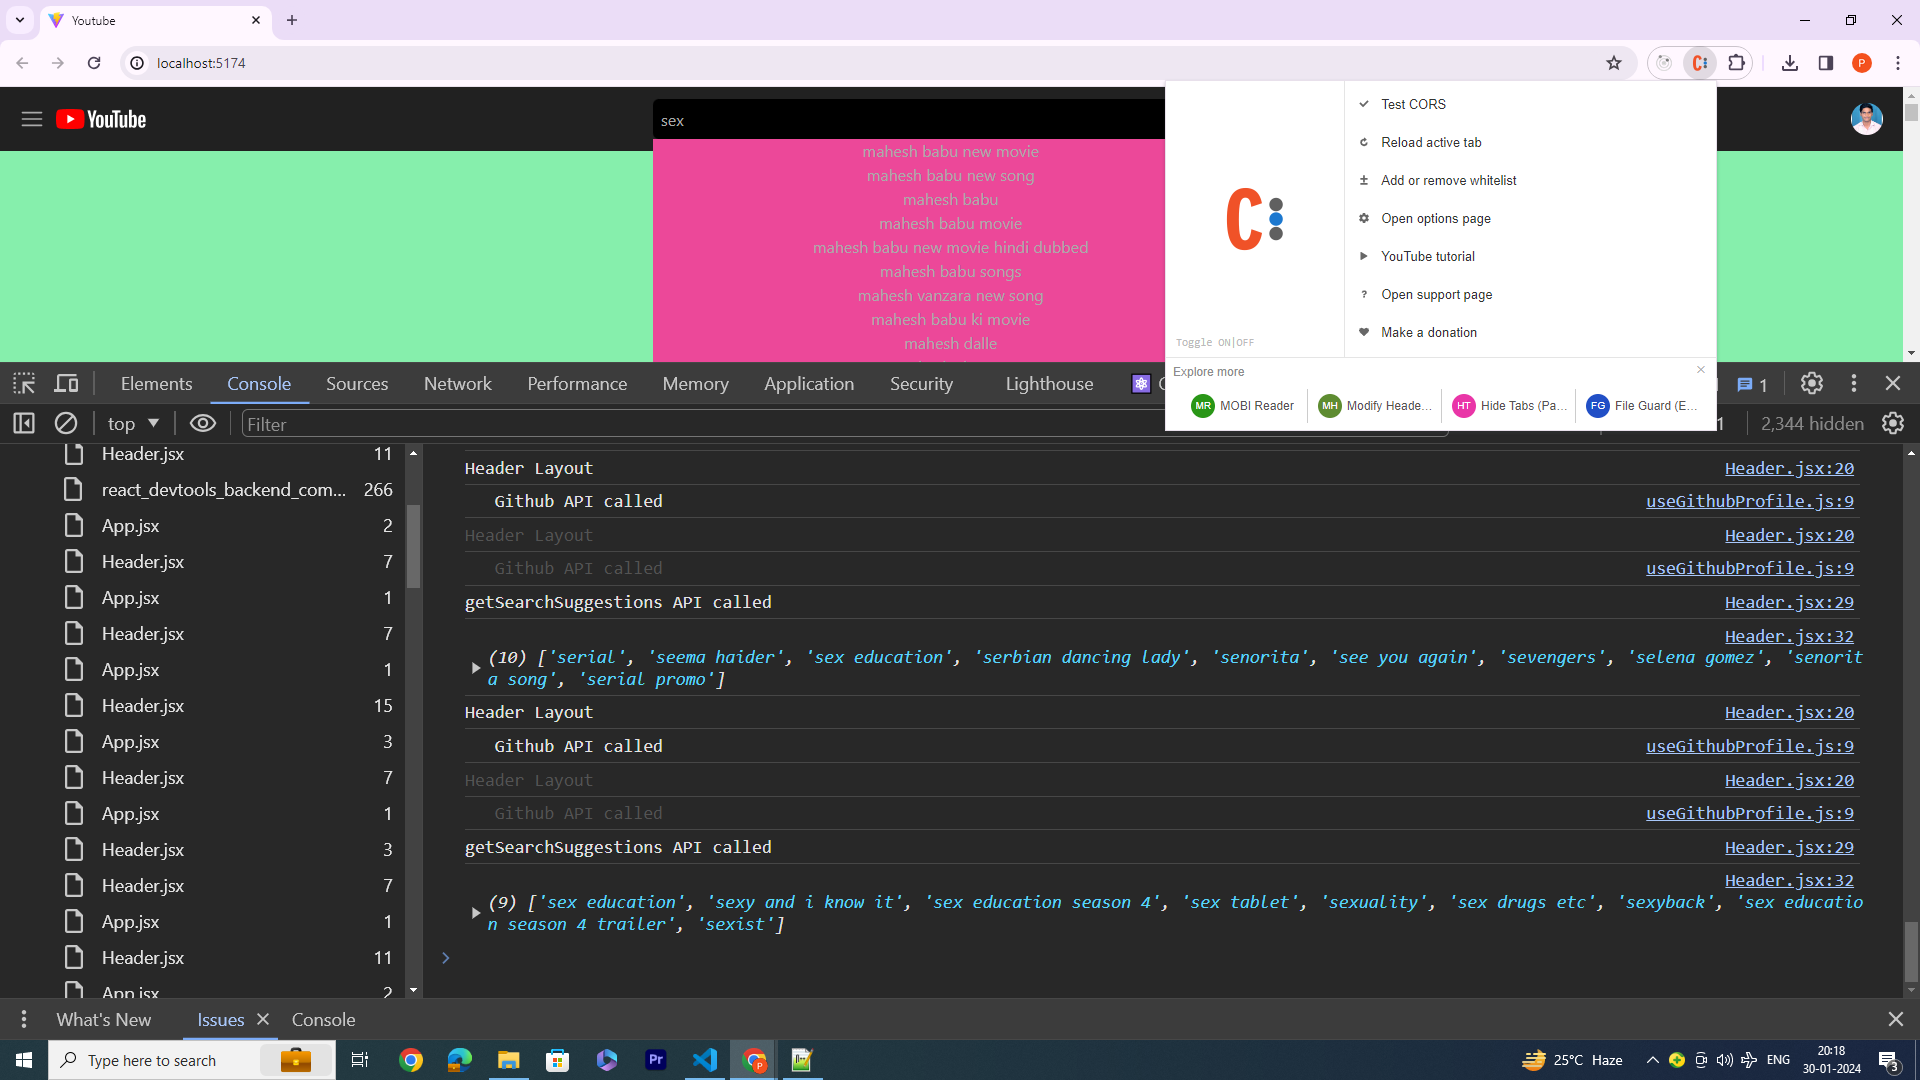 Youtube
localhost:5174
P
YouTube
sex
mahesh babu new movie
mahesh babu new song
mahesh babu
mahesh babu movie
mahesh babu new movie hindi dubbed
mahesh babu songs
mahesh vanzara new song
mahesh babu ki movie
mahesh dalle
C
Toggle ON|OFF
Test CORS
Reload active tab
Add or remove whitelist
Open options page
YouTube tutorial
Open support page
Make a donation
Explore more
MR MOBI Reader
MH Modify Heade...
HT Hide Tabs (Pa...
FG File Guard (E...
Elements Console Sources Network Performance Memory Application Security Lighthouse 1
top Filter 1 2,344 hidden
Header.jsx 11
react_devtools_backend_com... 266
App.jsx 2
Header.jsx 7
App.jsx 1
Header.jsx 7
App.jsx 1
Header.jsx 15
App.jsx 3
Header.jsx 7
App.jsx 1
Header.jsx 3
Header.jsx 7
App.jsx 1
Header.jsx 11
App.jsx 2
Header Layout Header.jsx:20
Github API called useGithubProfile.js:9
Header Layout Header.jsx:20
Github API called useGithubProfile.js:9
getSearchSuggestions API called Header.jsx:29
Header.jsx:32
(10) ['serial', 'seema haider', 'sex education', 'serbian dancing lady', 'senorita', 'see you again', 'sevengers', 'selena gomez', 'senorit
a song', 'serial promo']
Header Layout Header.jsx:20
Github API called useGithubProfile.js:9
Header Layout Header.jsx:20
Github API called useGithubProfile.js:9
getSearchSuggestions API called Header.jsx:29
Header.jsx:32
(9) ['sex education', 'sexy and i know it', 'sex education season 4', 'sex tablet', 'sexuality', 'sex drugs etc', 'sexyback', 'sex educatio
n season 4 trailer', 'sexist']
What's New Issues Console
Type here to search
Pr
P
25°C Haze
ENG
20:18
30-01-2024
3